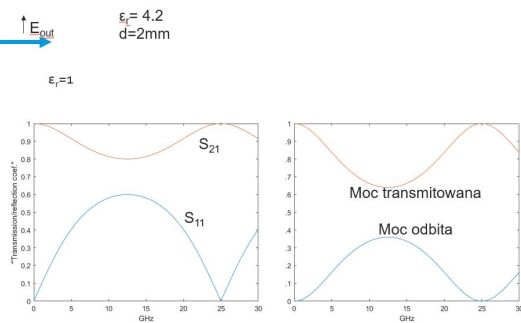 E_out
ε_r= 4.2
d=2mm
ε_r=1
"Transmission/reflection coef."
1
0.9
0.8
0.7
0.6
0.5
0.4
0.3
0.2
0.1
0
S_21
S_11
0 5 10 15 20 25 30
GHz
1
.9
.8
.7
.6
.5
.4
.3
.2
.1
0
Moc transmitowana
Moc odbita
0 5 10 15 20 25 30
GHz